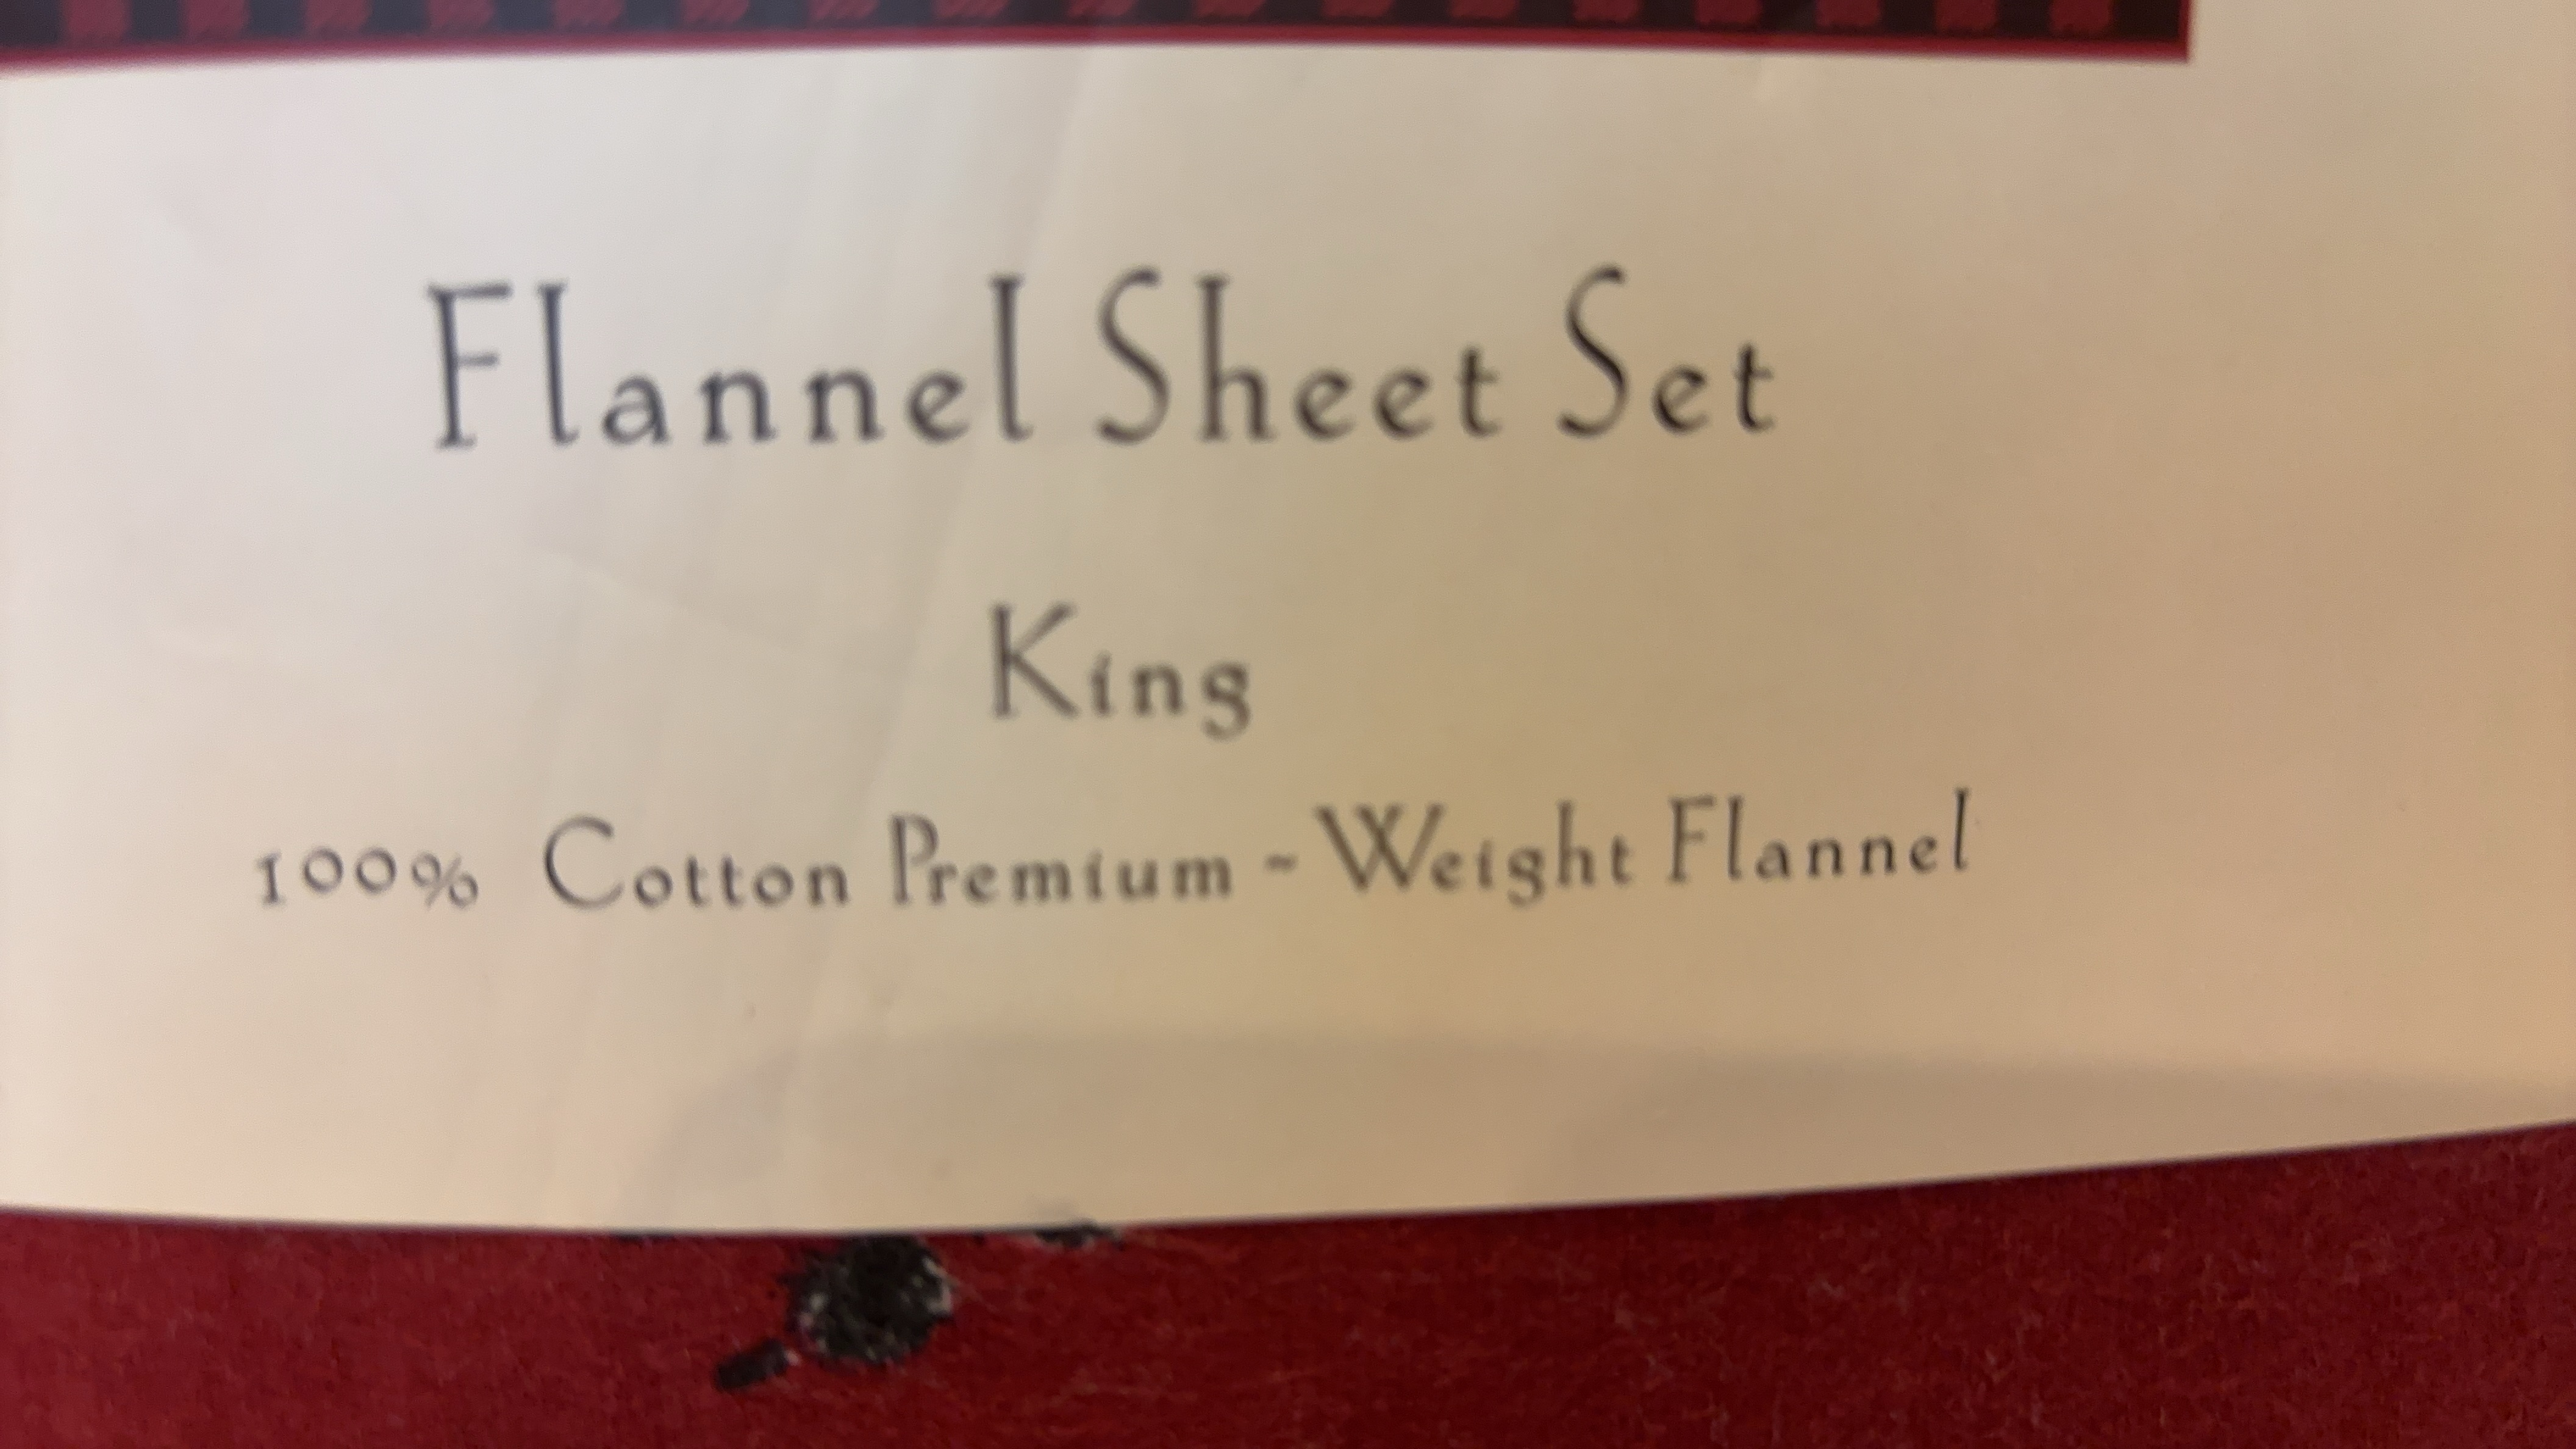 Flannel Sheet Set
King
100% Cotton Premium - Weight Flannel